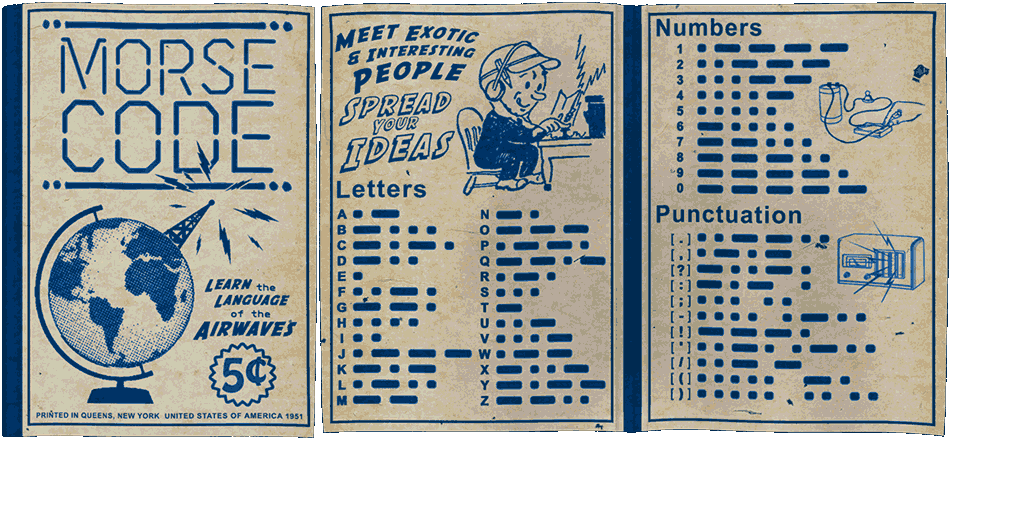 MORSE
CODE
LEARN the
LANGUAGE
of the
AIRWAVES
5¢
PRINTED IN QUEENS, NEW YORK UNITED STATES OF AMERICA 1951
MEET EXOTIC
& INTERESTING
PEOPLE
SPREAD
YOUR
IDEAS
Letters
A
B
C
D
E
F
G
H
I
J
K
L
M
N
O
P
Q
R
S
T
U
V
W
X
Y
Z
Numbers
1
2
3
4
5
6
7
8
9
0
Punctuation
[.]
[,]
[?]
[:]
[;]
[-]
[!]
["]
[/]
[(]
[)]